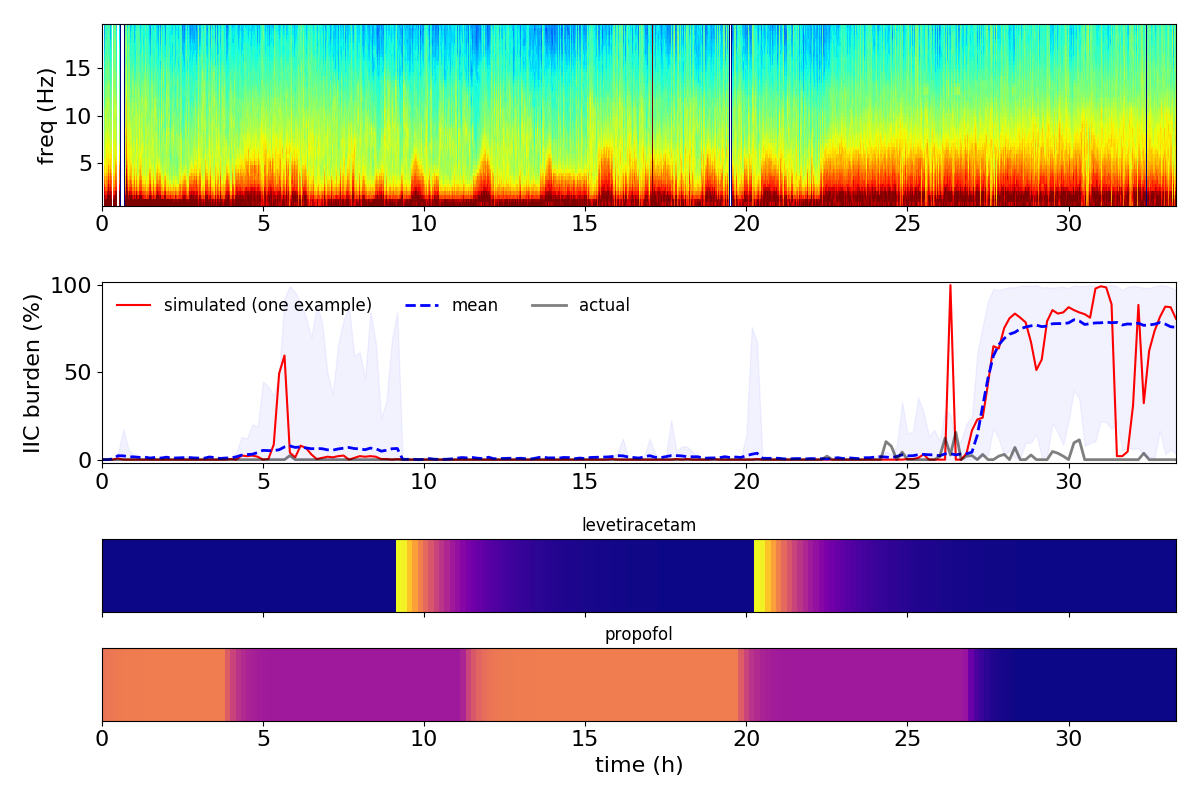 freq (Hz)
15
10
5
0 5 10 15 20 25 30
IIC burden (%)
100
50
0
simulated (one example) mean actual
0 5 10 15 20 25 30
levetiracetam
propofol
0 5 10 15 20 25 30
time (h)